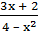 3x + 2
4 − x²